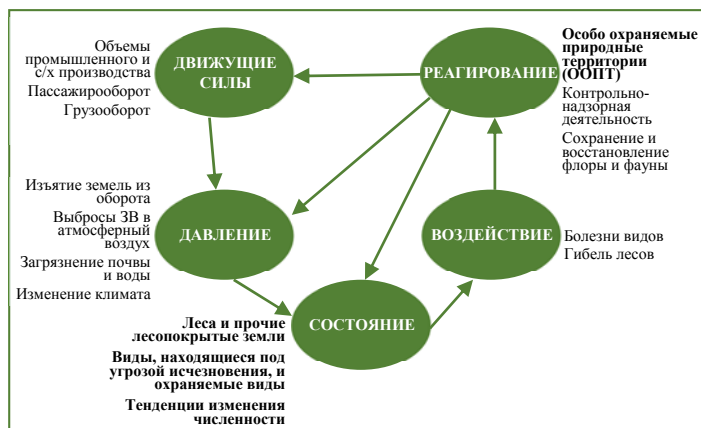 Объемы
промышленного и
с/х производства
Пассажирооборот
Грузооборот
ДВИЖУЩИЕ
СИЛЫ
РЕАГИРОВАНИЕ
Особо охраняемые
природные
территории
(ООПТ)
Контрольно-
надзорная
деятельность
Сохранение и
восстановление
флоры и фауны
Изъятие земель из
оборота
Выбросы ЗВ в
атмосферный
воздух
Загрязнение почвы
и воды
Изменение климата
ДАВЛЕНИЕ
ВОЗДЕЙСТВИЕ
Болезни видов
Гибель лесов
СОСТОЯНИЕ
Леса и прочие
лесопокрытые земли
Виды, находящиеся под
угрозой исчезновения, и
охраняемые виды
Тенденции изменения
численности